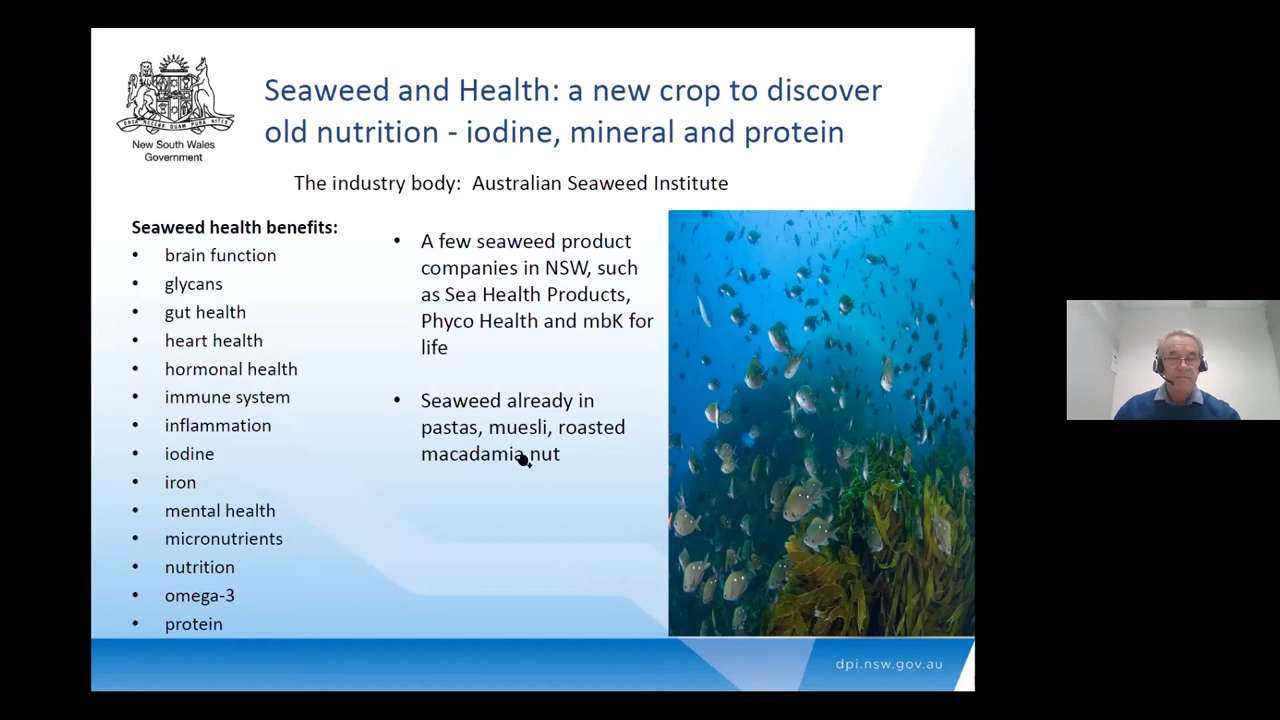 Seaweed and Health: a new crop to discover
old nutrition - iodine, mineral and protein
New South Wales
Government
The industry body: Australian Seaweed Institute
Seaweed health benefits:
• brain function
• glycans
• gut health
• heart health
• hormonal health
• immune system
• inflammation
• iodine
• iron
• mental health
• micronutrients
• nutrition
• omega-3
• protein
• A few seaweed product
companies in NSW, such
as Sea Health Products,
Phyco Health and mbK for
life
• Seaweed already in
pastas, muesli, roasted
macadamia nut
dpi.nsw.gov.au